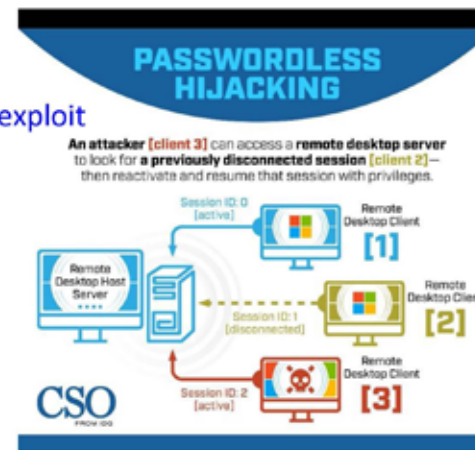 PASSWORDLESS
HIJACKING
exploit
An attacker [client 3] can access a remote desktop server
to look for a previously disconnected session [client 2]—
then reactivate and resume that session with privileges.
Session ID: 0
[active]
Remote
Desktop Client
[1]
Remote
Desktop Host
Server
Session ID: 1
[disconnected]
Remote
Desktop Clie
[2]
Session ID: 2
[active]
Remote
Desktop Client
[3]
CSO
FROM IDG